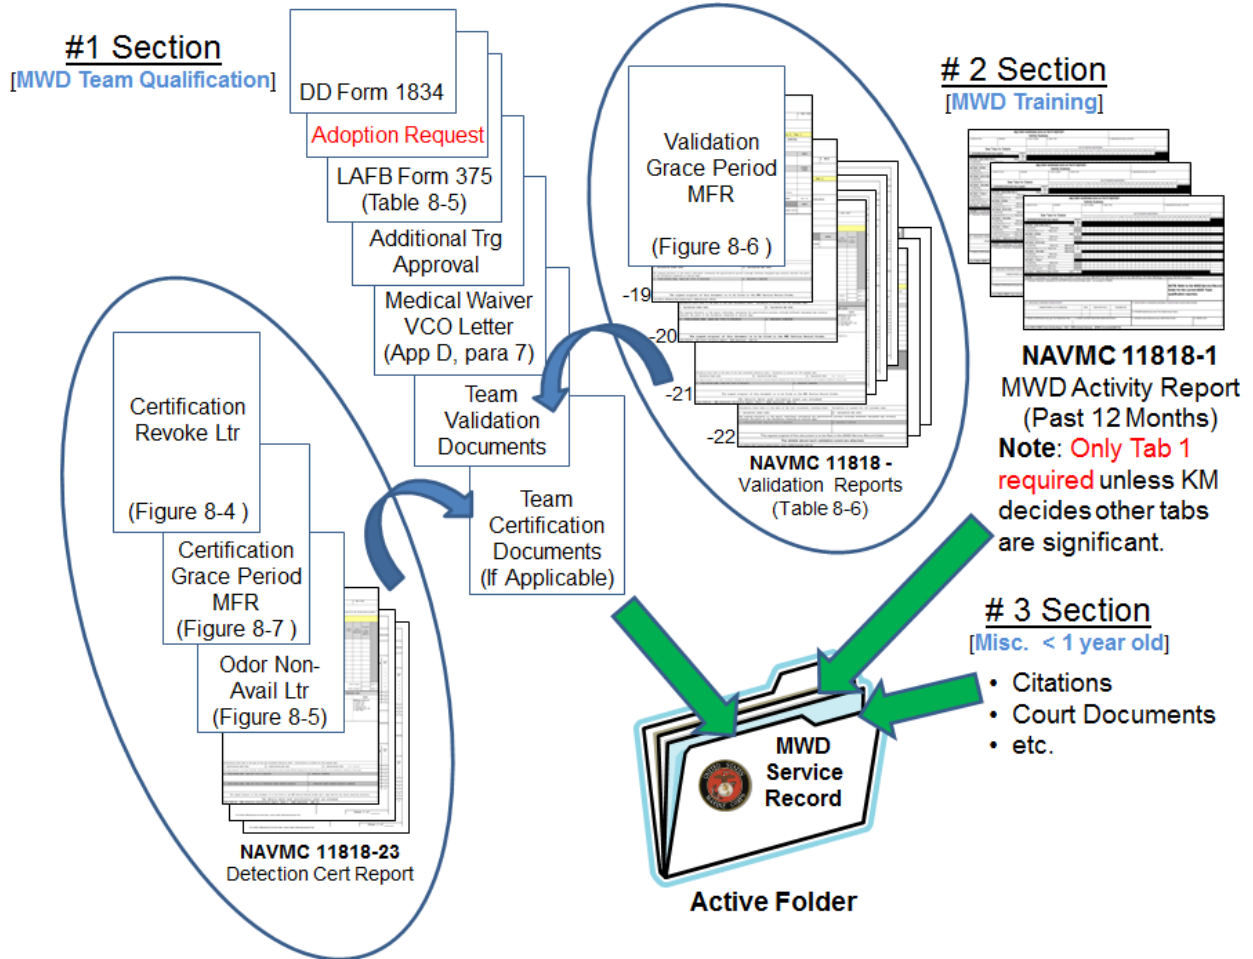 #1 Section
[MWD Team Qualification]
DD Form 1834
Adoption Request
LAFB Form 375
(Table 8-5)
Additional Trg
Approval
Medical Waiver
VCO Letter
(App D, para 7)
Team
Validation
Documents
Team
Certification
Documents
(If Applicable)
Certification
Revoke Ltr
(Figure 8-4 )
Certification
Grace Period
MFR
(Figure 8-7 )
Odor Non-
Avail Ltr
(Figure 8-5)
NAVMC 11818-23
Detection Cert Report
Validation
Grace Period
MFR
(Figure 8-6 )
-19
-20
-21
-22
NAVMC 11818 -
Validation Reports
(Table 8-6)
# 2 Section
[MWD Training]
NAVMC 11818-1
MWD Activity Report
(Past 12 Months)
Note: Only Tab 1
required unless KM
decides other tabs
are significant.
# 3 Section
[Misc. < 1 year old]
• Citations
• Court Documents
• etc.
MWD
Service
Record
UNITED STATES
MARINE CORPS
Active Folder